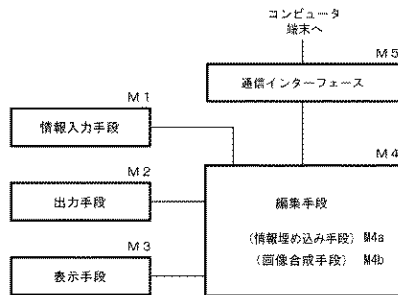 コンピュータ
端末へ
M5
通信インターフェース
M1
情報入力手段
M4
M2
出力手段
編集手段
(情報埋め込み手段) M4a
(画像合成手段) M4b
M3
表示手段